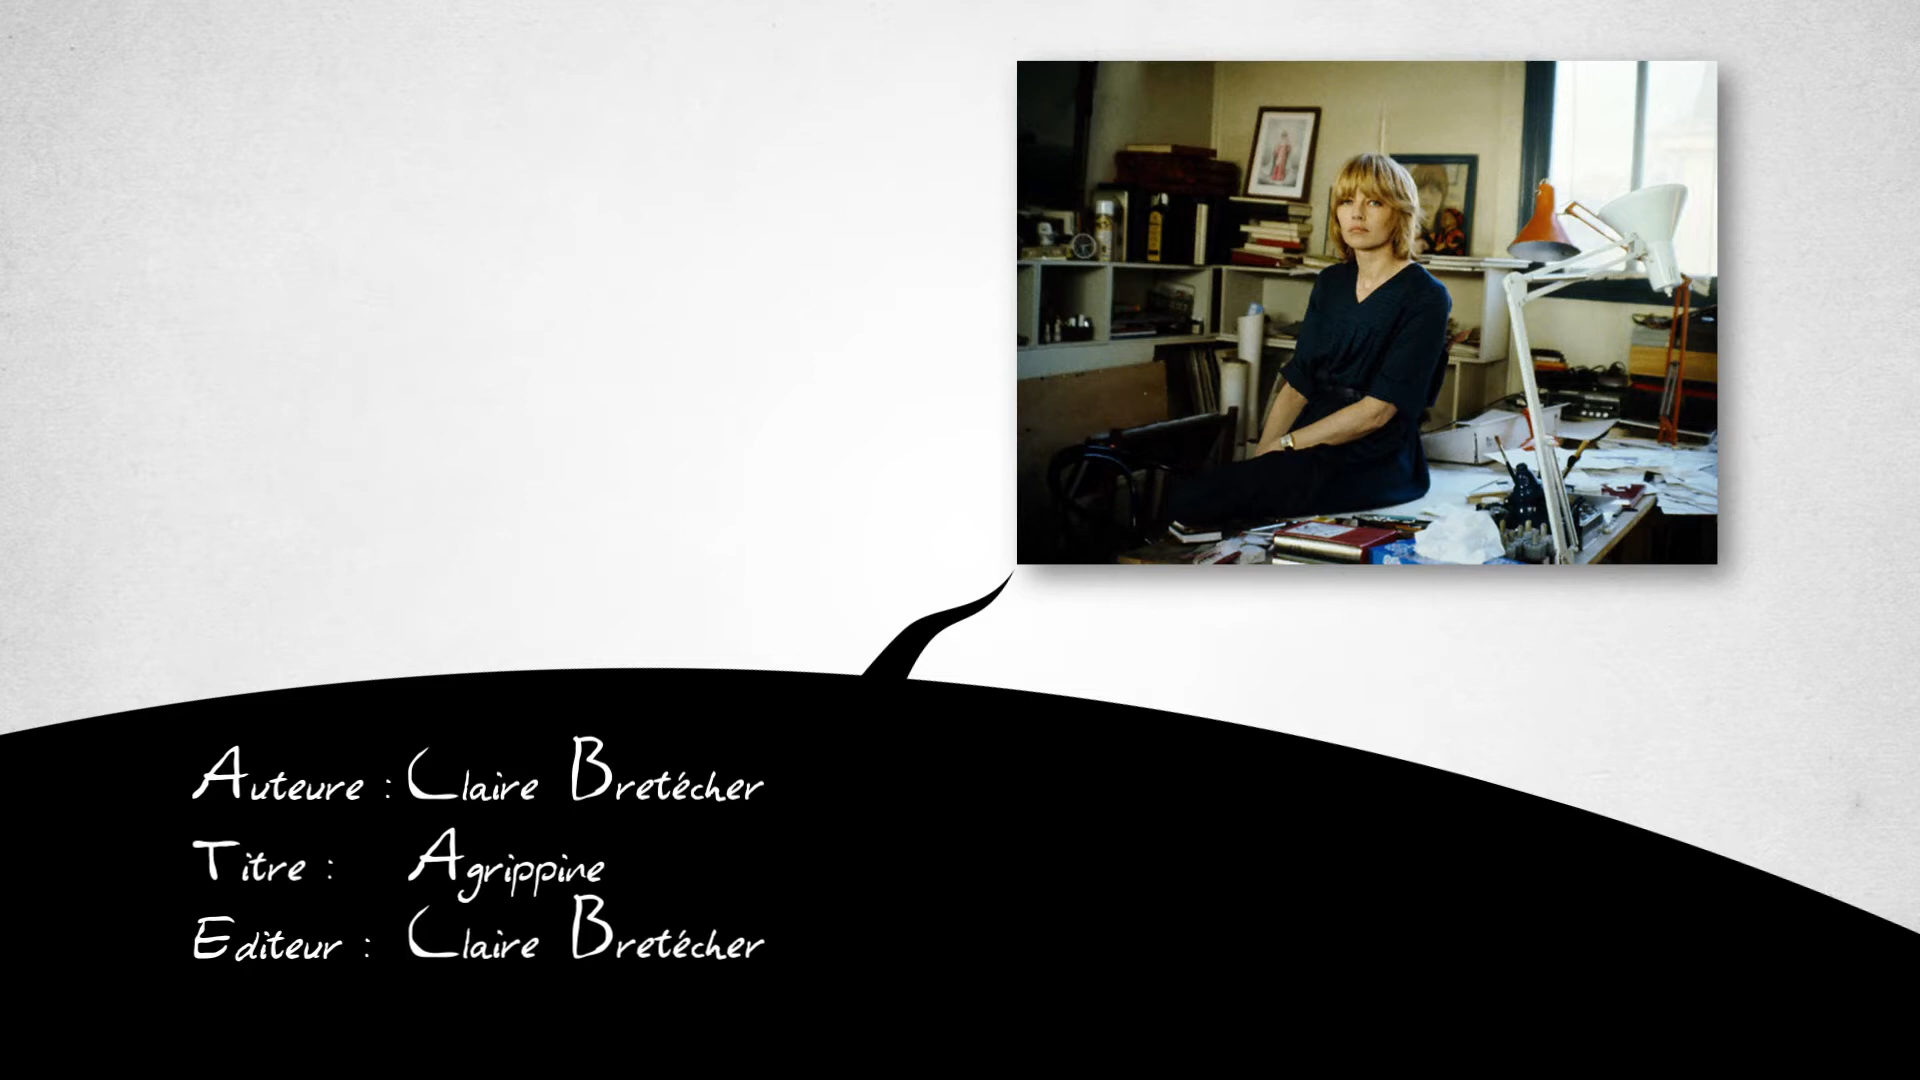 Auteure : Claire Bretécher
Titre : Agrippine
Editeur : Claire Bretécher